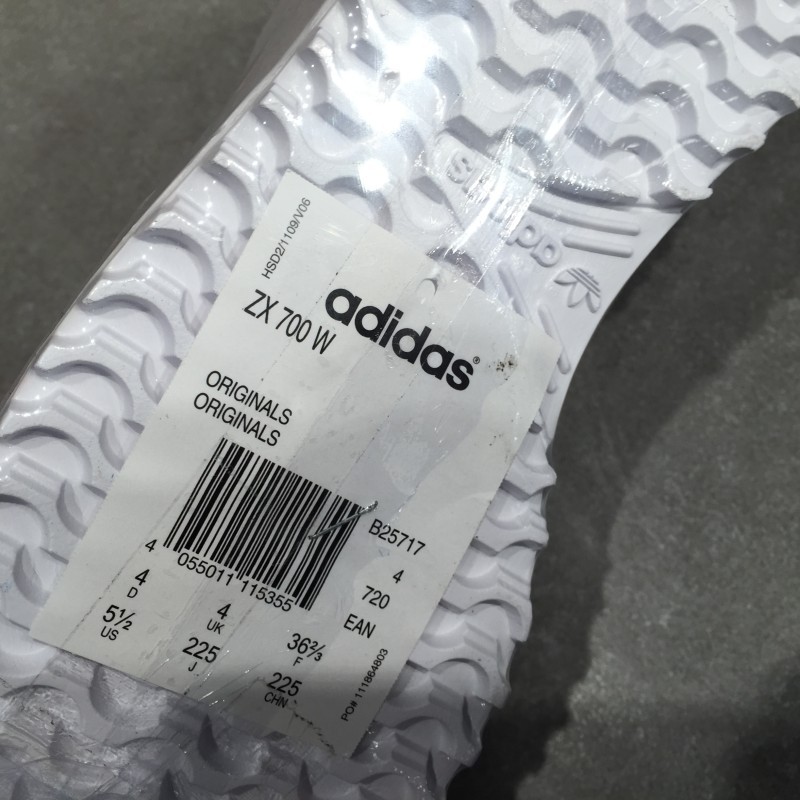 adidas
HSD2/1109/V06
adidas®
ZX 700 W
ORIGINALS
ORIGINALS
B25717
4
720
EAN
4 055011 115355
4
D
4
UK
5½
US
36⅔
F
225
J
225
CHN
PO# 111864803